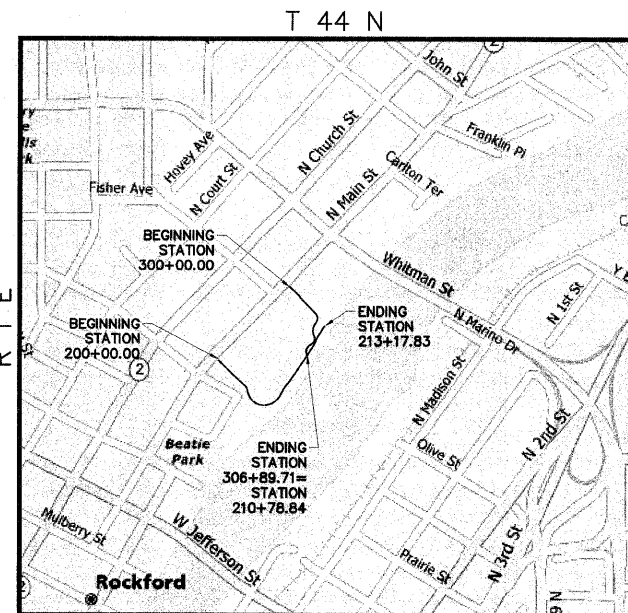 T 44 N
R 1 E
2
John St
Franklin Pl
Hovey Ave
N Church St
N Court St
N Main St
Carlton Ter
Fisher Ave
BEGINNING
STATION
300+00.00
Whitman St
N 1st St
ENDING
STATION
213+17.83
N Marino Dr
BEGINNING
STATION
200+00.00
2
N Madison St
N 2nd St
Beatie
Park
ENDING
STATION
306+89.71=
STATION
210+78.84
Olive St
Mulberry St
W Jefferson St
N 3rd St
Prairie St
Rockford
2